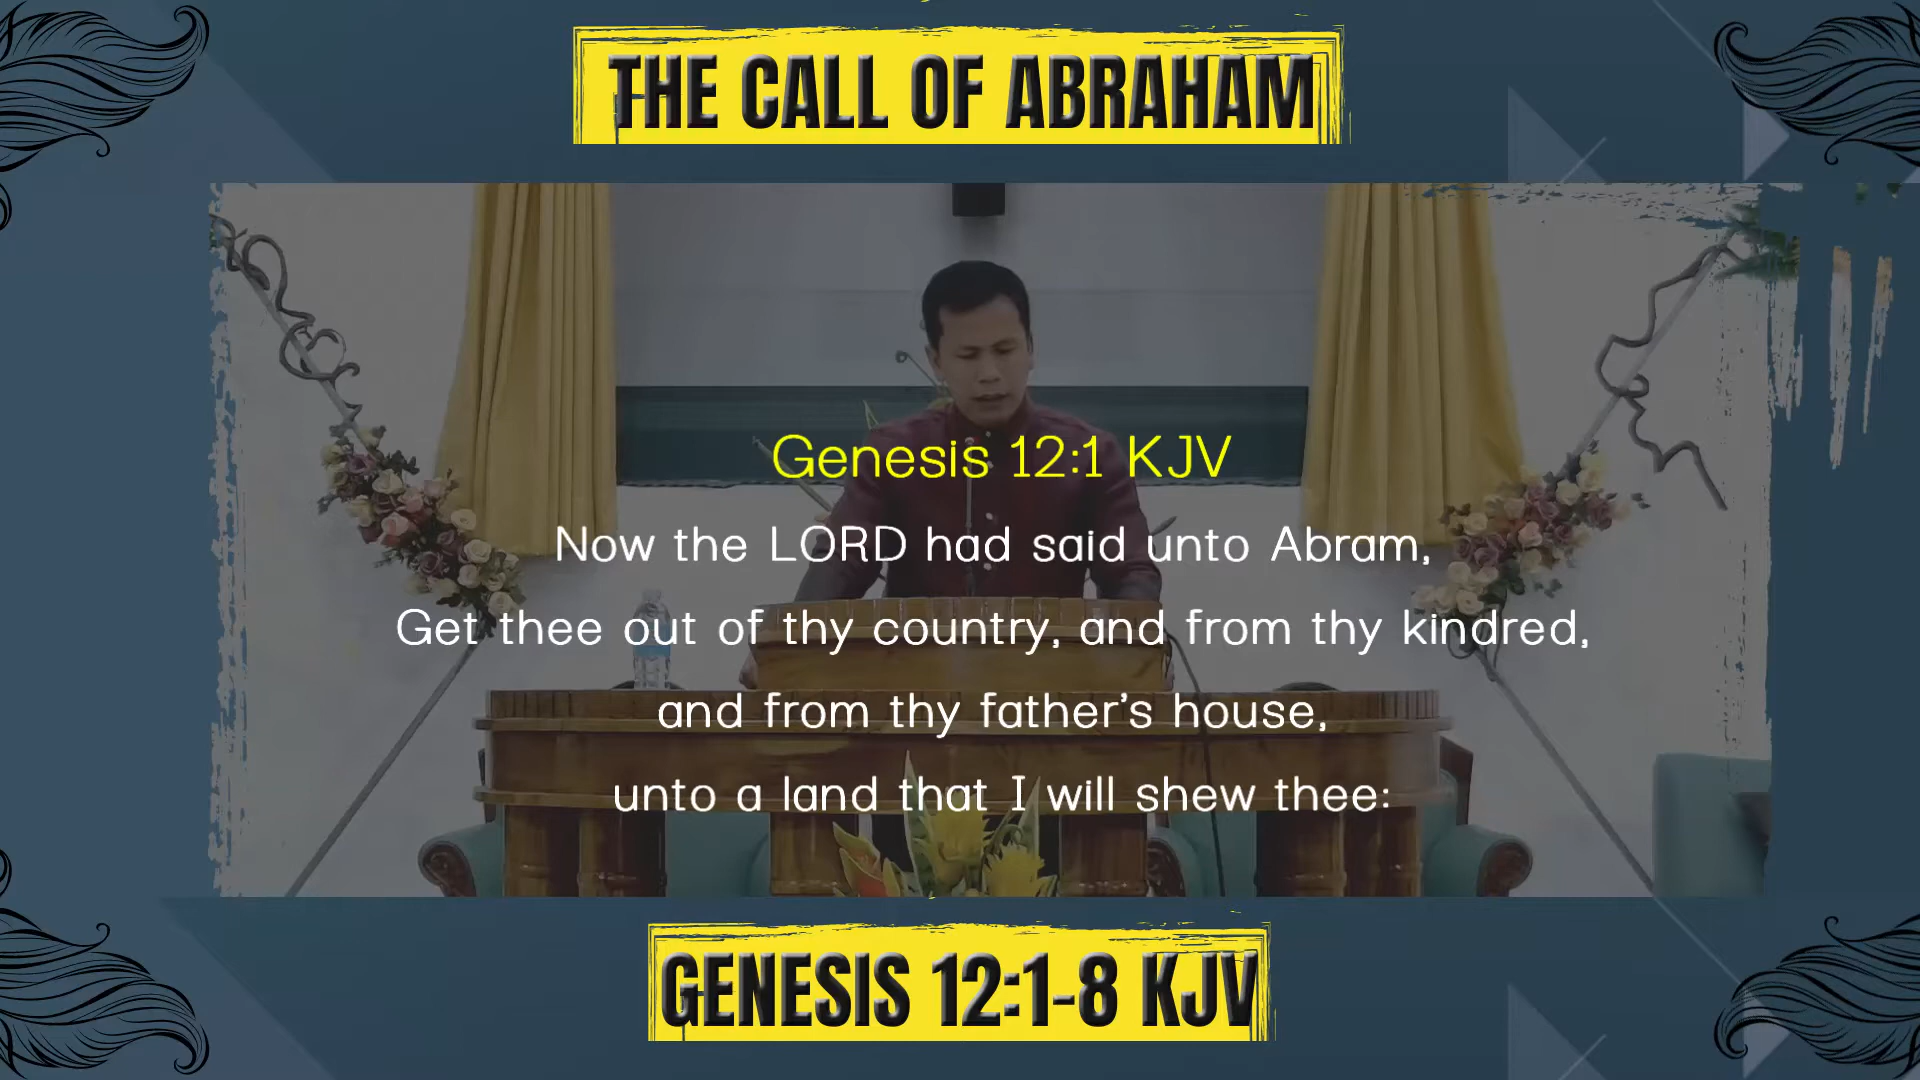 THE CALL OF ABRAHAM
Genesis 12:1 KJV
Now the LORD had said unto Abram,
Get thee out of thy country, and from thy kindred,
and from thy father's house,
unto a land that I will shew thee:
GENESIS 12:1-8 KJV